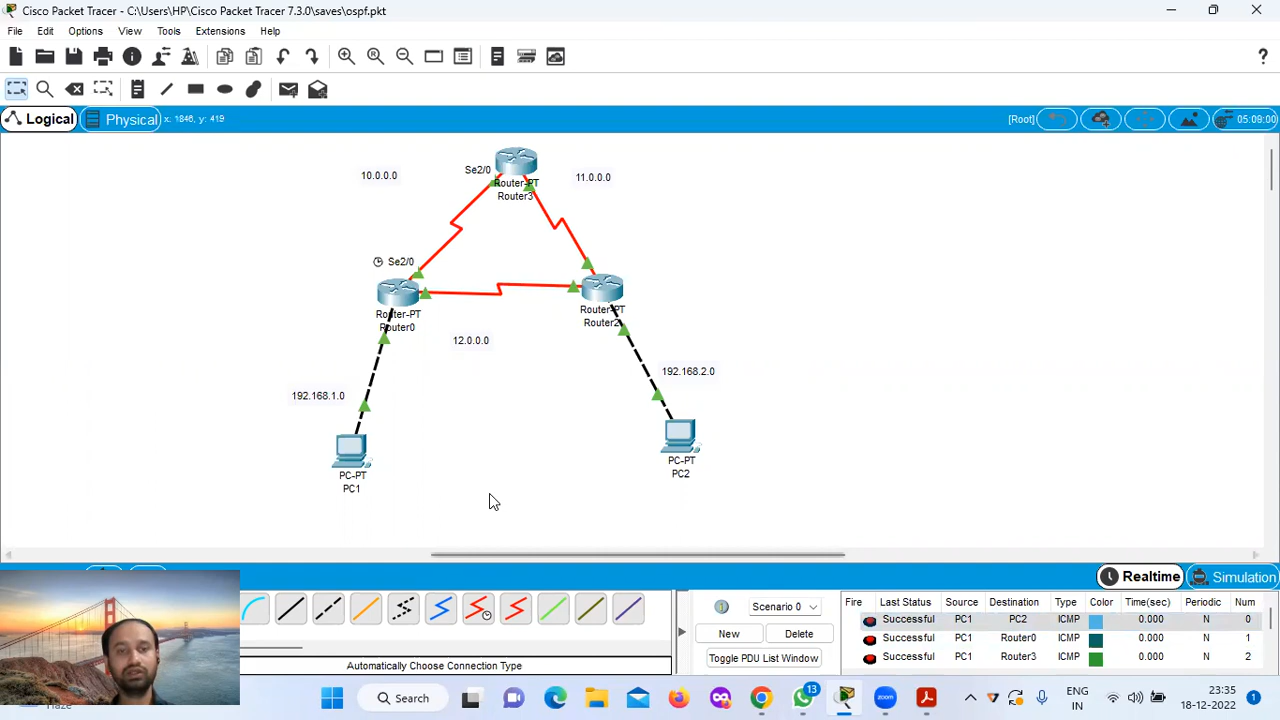 Cisco Packet Tracer - C:\Users\HP\Cisco Packet Tracer 7.3.0\saves\ospf.pkt
File Edit Options View Tools Extensions Help
?
Logical Physical x: 1846, y: 419 [Root] 05:09:00
10.0.0.0
Se2/0
11.0.0.0
Router-PT
Router3
Se2/0
Router-PT
Router0
Router-PT
Router2
12.0.0.0
192.168.1.0
192.168.2.0
PC-PT
PC1
PC-PT
PC2
Realtime Simulation
Scenario 0
New Delete
Toggle PDU List Window
Fire Last Status Source Destination Type Color Time(sec) Periodic Num
Successful PC1 PC2 ICMP 0.000 N 0
Successful PC1 Router0 ICMP 0.000 N 1
Successful PC1 Router3 ICMP 0.000 N 2
Automatically Choose Connection Type
Search
13
ENG
IN
23:35
18-12-2022
1